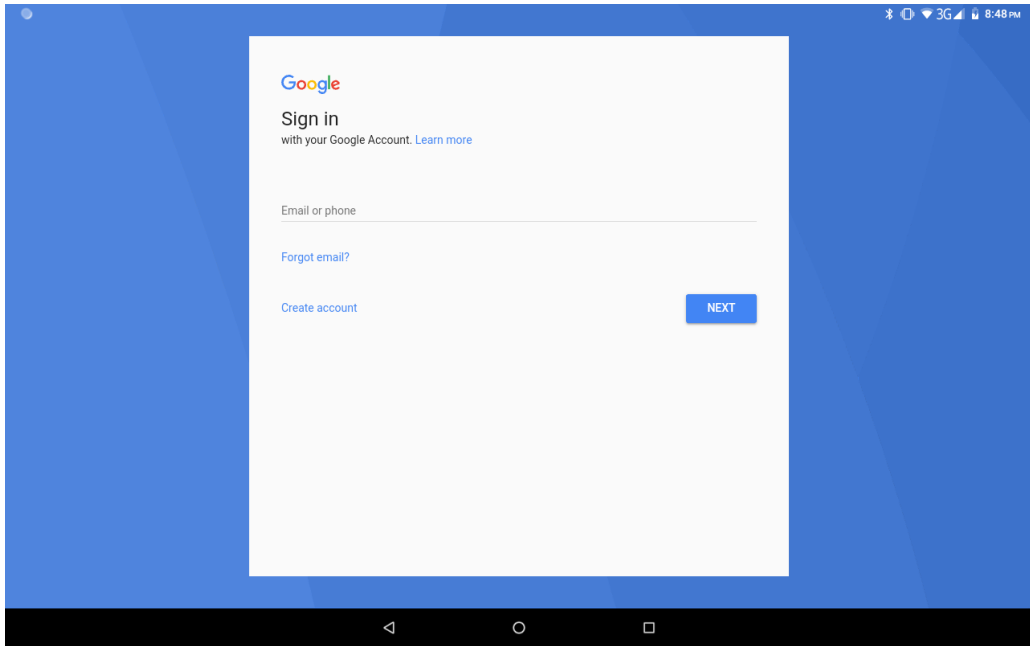 3G 8:48 PM
Google
Sign in
with your Google Account. Learn more
Email or phone
Forgot email?
Create account
NEXT